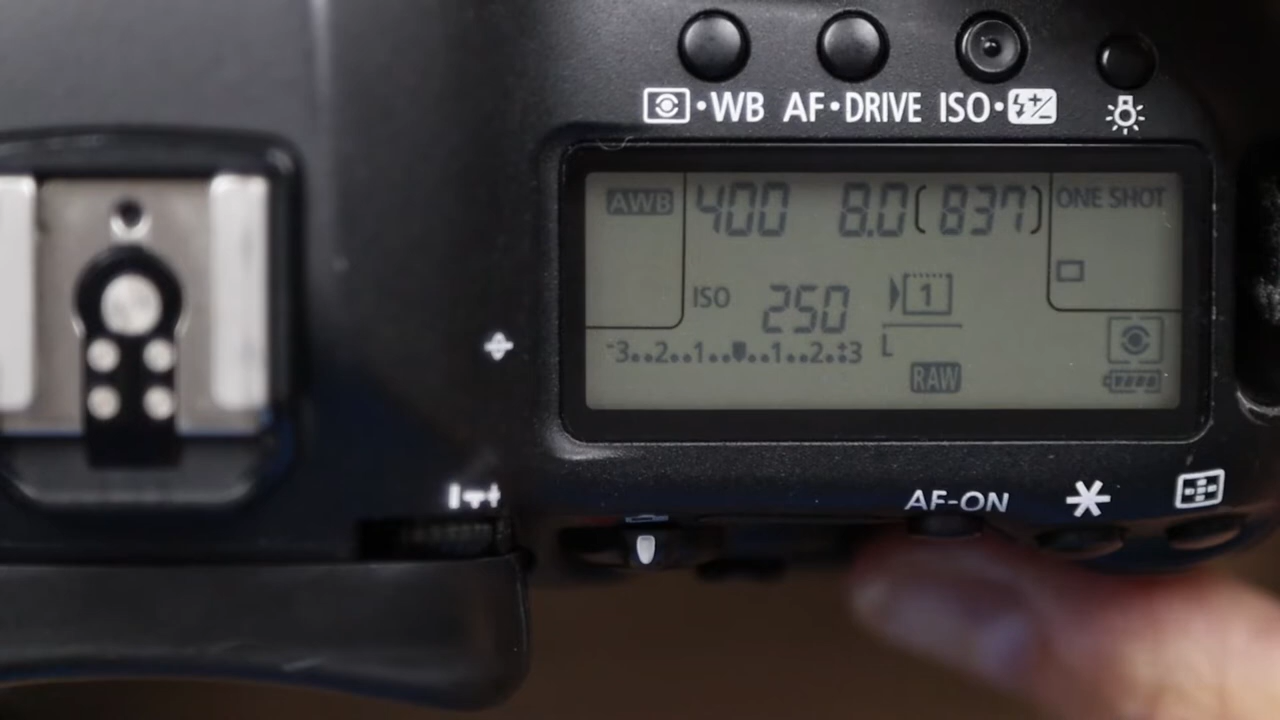 WB AF•DRIVE ISO•
AWB 400 8.0 (837) ONE SHOT
ISO 250 1
-3..2..1..▼..1..2.:3 L
RAW
AF-ON